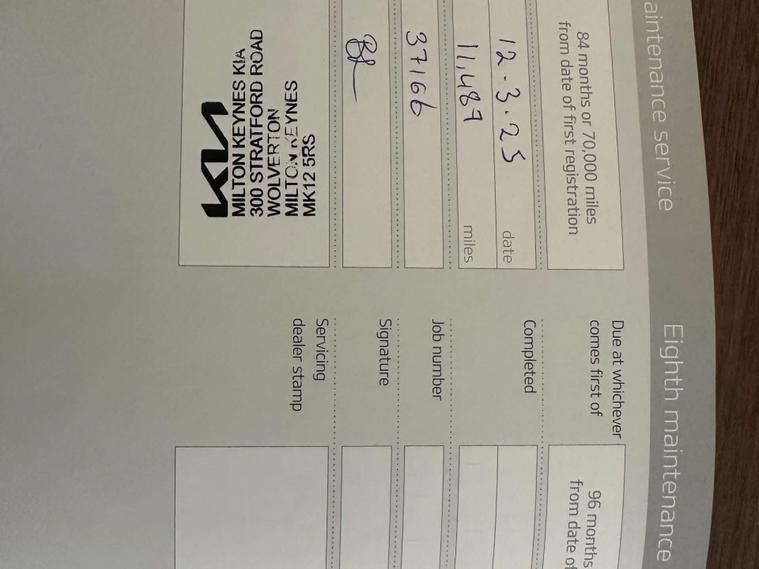 aintenance service
84 months or 70,000 miles
from date of first registration
12.3.25 date
11,489 miles
37166
KIA
MILTON KEYNES KIA
300 STRATFORD ROAD
WOLVERTON
MILTON KEYNES
MK12 5RS
Eighth maintenance
Due at whichever
comes first of
96 months
from date of
Completed
Job number
Signature
Servicing
dealer stamp